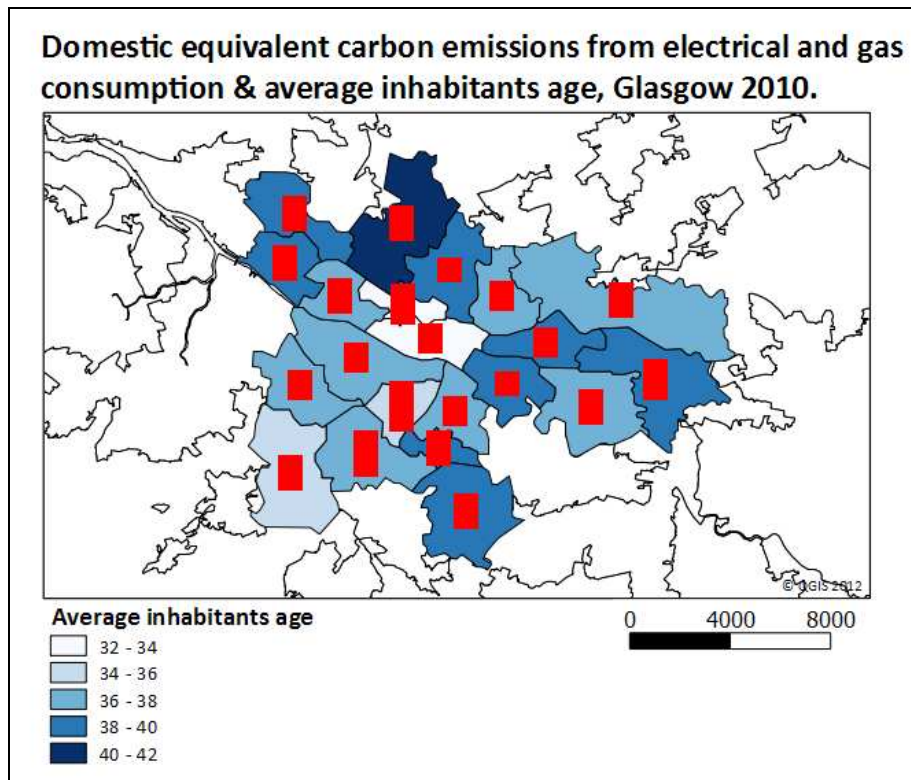 Domestic equivalent carbon emissions from electrical and gas
consumption & average inhabitants age, Glasgow 2010.
© QGIS 2012
Average inhabitants age
0 4000 8000
32 - 34
34 - 36
36 - 38
38 - 40
40 - 42